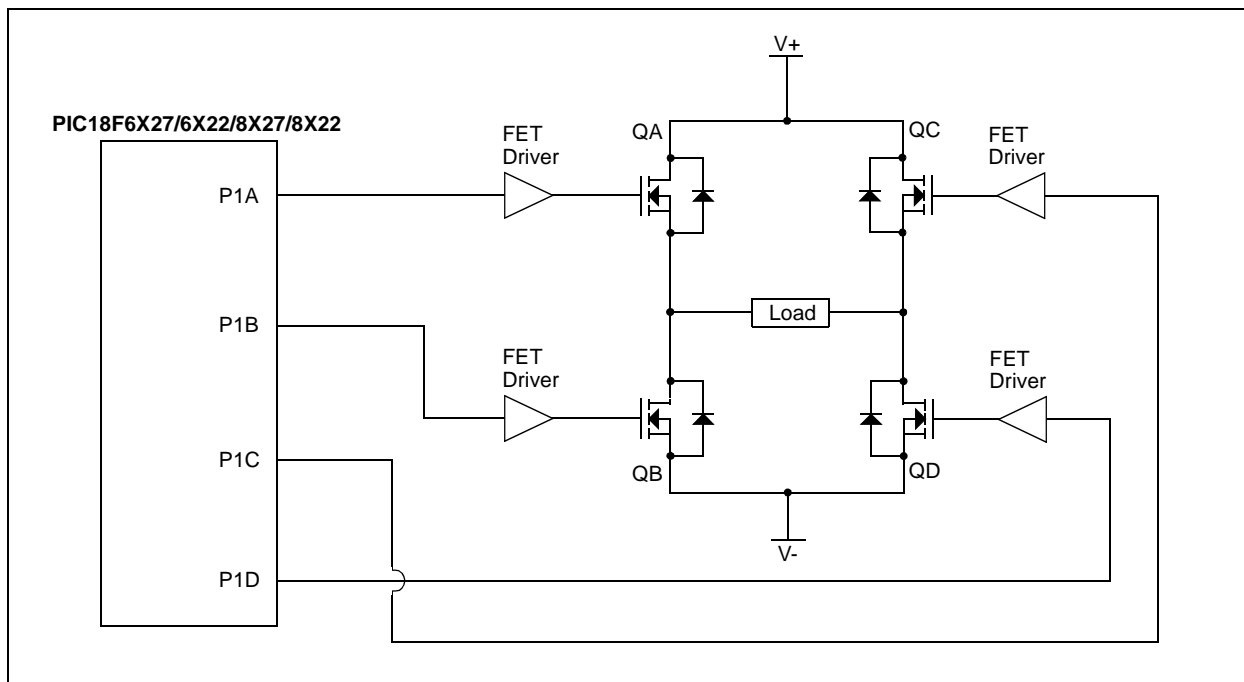 V+
PIC18F6X27/6X22/8X27/8X22
QA
QC
FET
Driver
FET
Driver
P1A
Load
P1B
FET
Driver
FET
Driver
P1C
QB
QD
V-
P1D